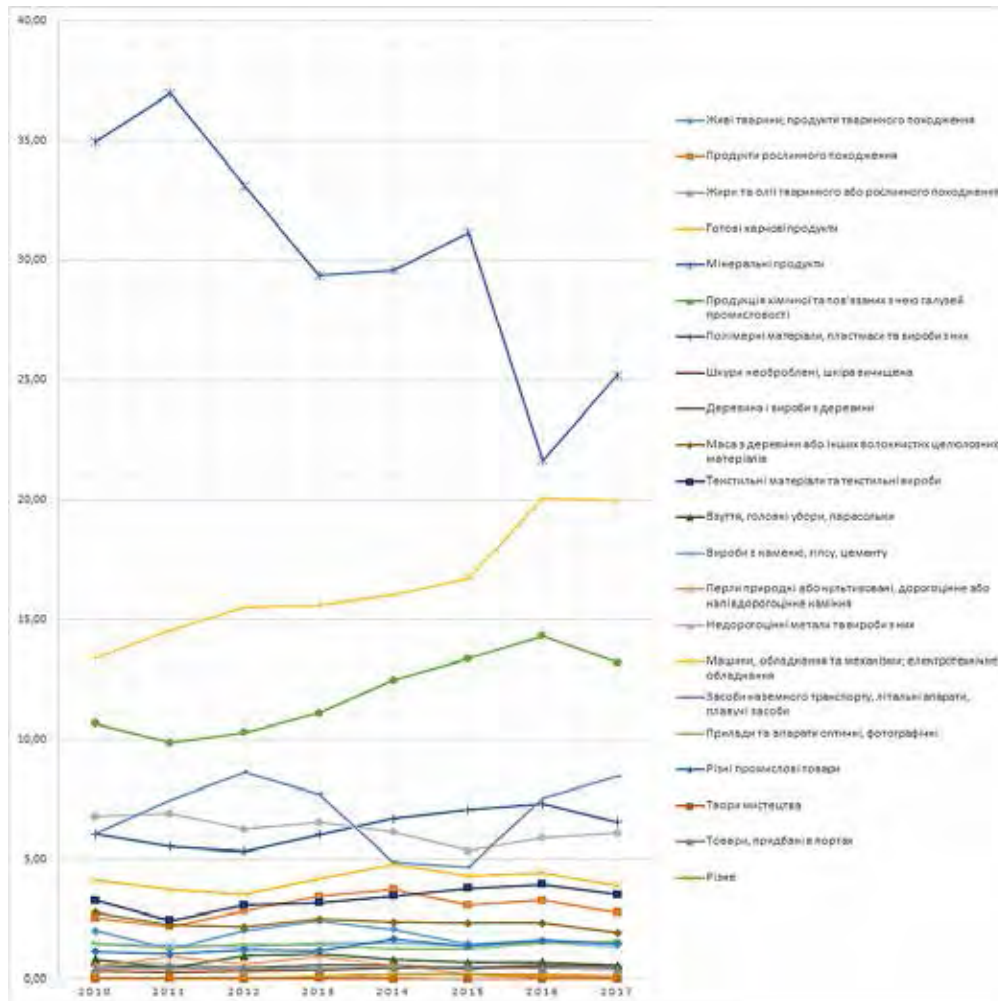 40,00
35,00
30,00
25,00
20,00
15,00
10,00
5,00
0,00
2010 2011 2012 2013 2014 2015 2016 2017
Живі тварини, продукти тваринного походження
Продукти рослинного походження
Жири та олії тваринного або рослинного походження
Готові харчові продукти
Мінеральні продукти
Продукція хімічної та пов'язаних з нею галузей
промисловості
Полімерні матеріали, пластмаси та вироби з них
Шкури необроблені, шкіра вичищена
Деревина і вироби з деревини
Маса з деревини або інших волокнистих целюлозних
матеріалів
Текстильні матеріали та текстильні вироби
Взуття, головні убори, парасольки
Вироби з каменю, гіпсу, цементу
Перли природні або культивовані, дорогоцінне або
напівдорогоцінне каміння
Недорогоцінні метали та вироби з них
Машини, обладнання та механізми; електротехнічне
обладнання
Засоби наземного транспорту, літальні апарати,
плавучі засоби
Прилади та апарати оптичні, фотографічні
Різні промислові товари
Твори мистецтва
Товари, придбані в портах
Різне